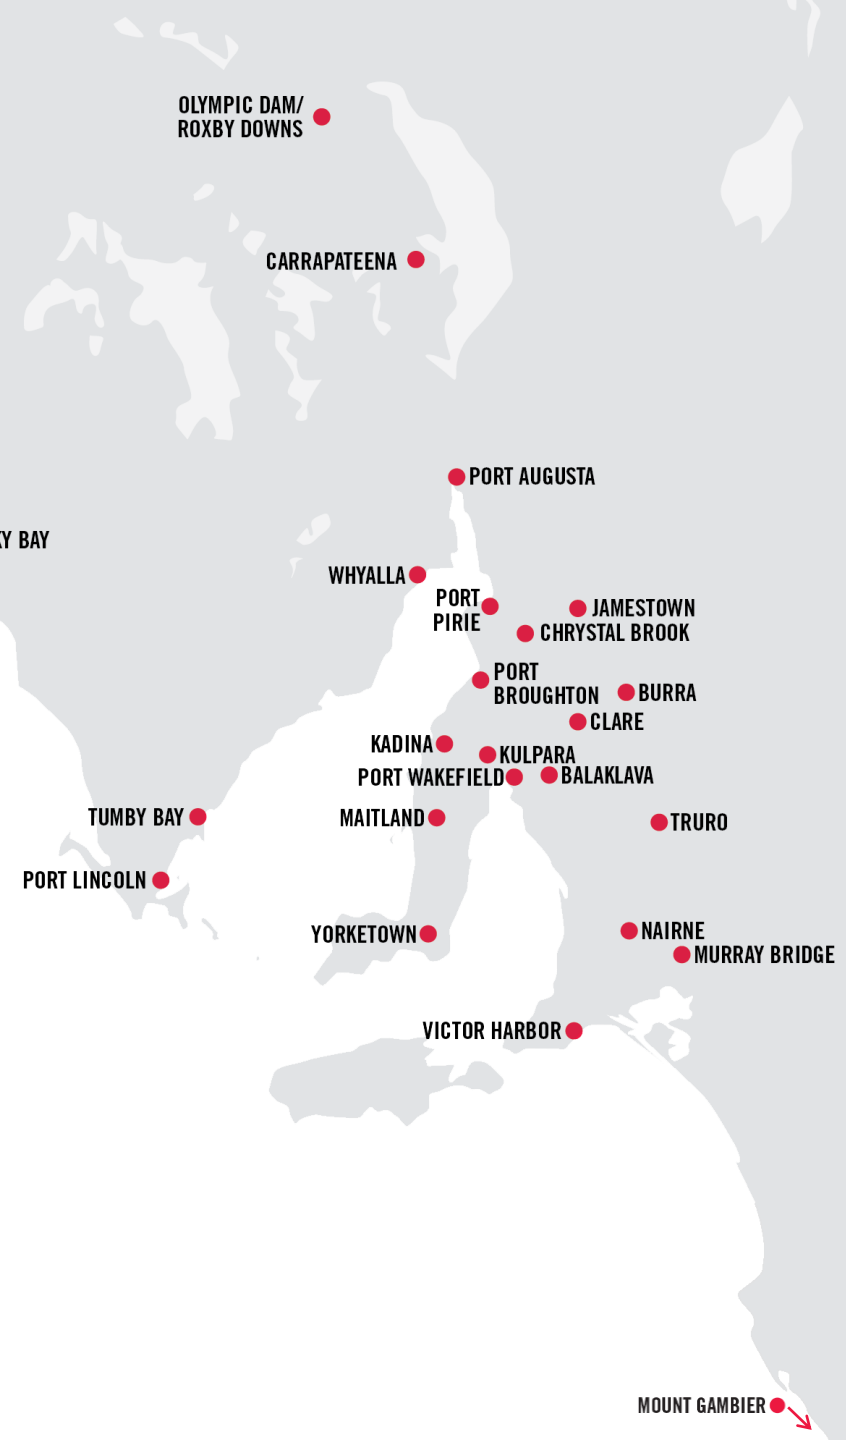 OLYMPIC DAM/
ROXBY DOWNS
CARRAPATEENA
PORT AUGUSTA
Y BAY
WHYALLA
PORT
PIRIE
JAMESTOWN
CHRYSTAL BROOK
PORT
BROUGHTON
BURRA
CLARE
KADINA
KULPARA
PORT WAKEFIELD
BALAKLAVA
TUMBY BAY
MAITLAND
TRURO
PORT LINCOLN
YORKETOWN
NAIRNE
MURRAY BRIDGE
VICTOR HARBOR
MOUNT GAMBIER